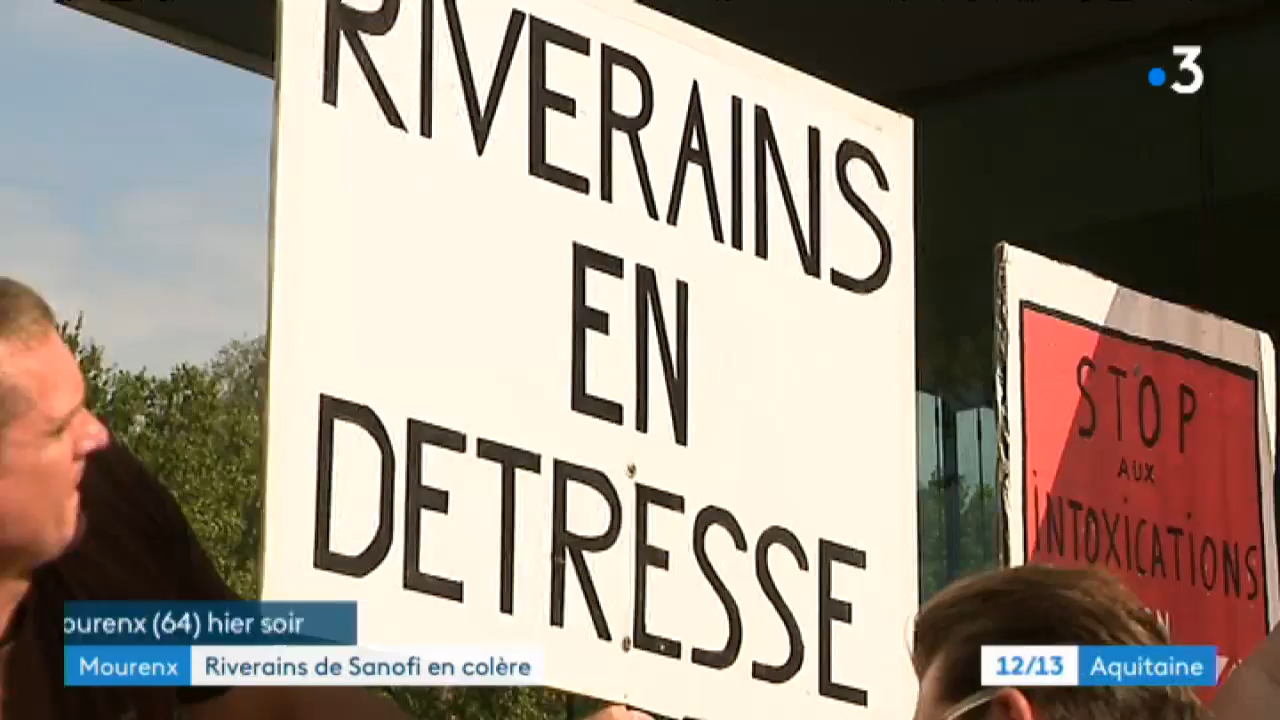 RIVERAINS
EN
DETRESSE
STOP
AUX
INTOXICATIONS
3
ourenx (64) hier soir
Mourenx Riverains de Sanofi en colère
12/13 Aquitaine